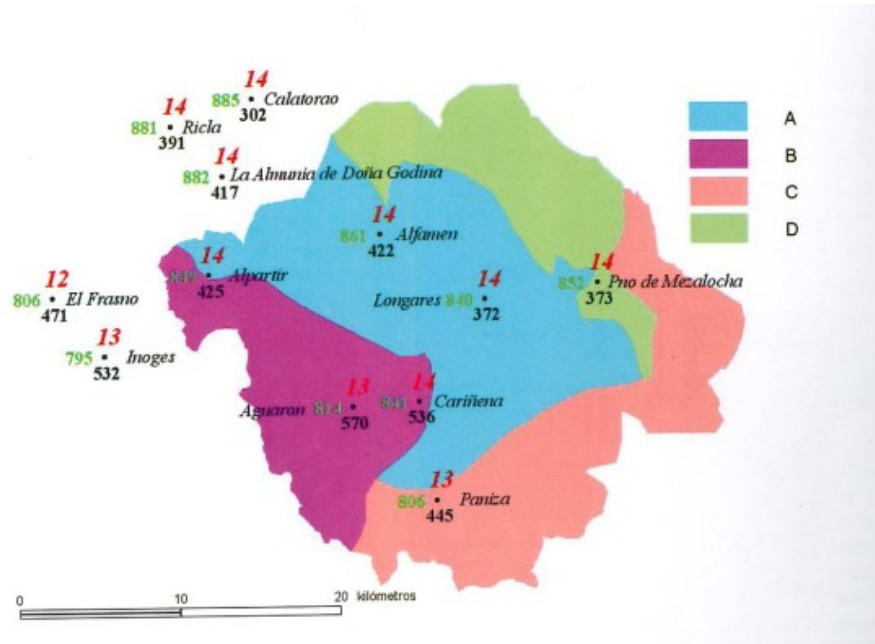 14
885 Calatorao
302
14
881 Ricla
391
14
882 La Almunia de Doña Godina
417
A
B
C
D
14
861 Alfamen
422
14
849 Alpartir
425
12
806 El Frasno
471
14
Longares 840
372
14
852 Pno de Mezalocha
373
13
795 Inoges
532
13
Aguaron 814
570
14
841 Cariñena
536
13
806 Paniza
445
0 10 20 kilómetros